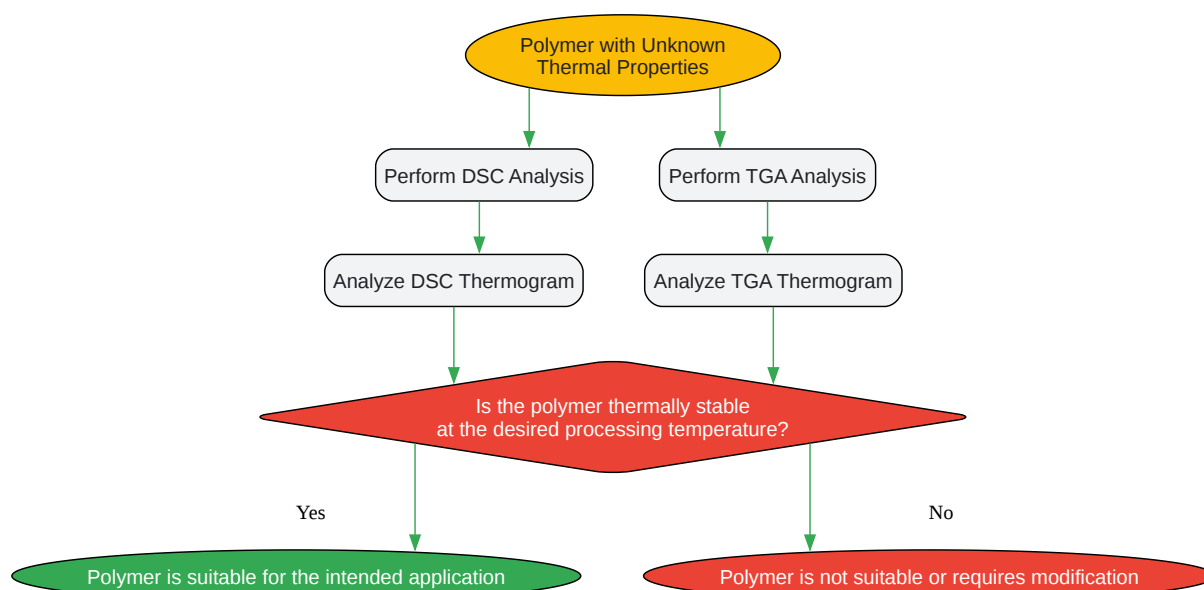 Polymer with Unknown
Thermal Properties
Perform DSC Analysis
Perform TGA Analysis
Analyze DSC Thermogram
Analyze TGA Thermogram
Is the polymer thermally stable
at the desired processing temperature?
Yes
No
Polymer is suitable for the intended application
Polymer is not suitable or requires modification